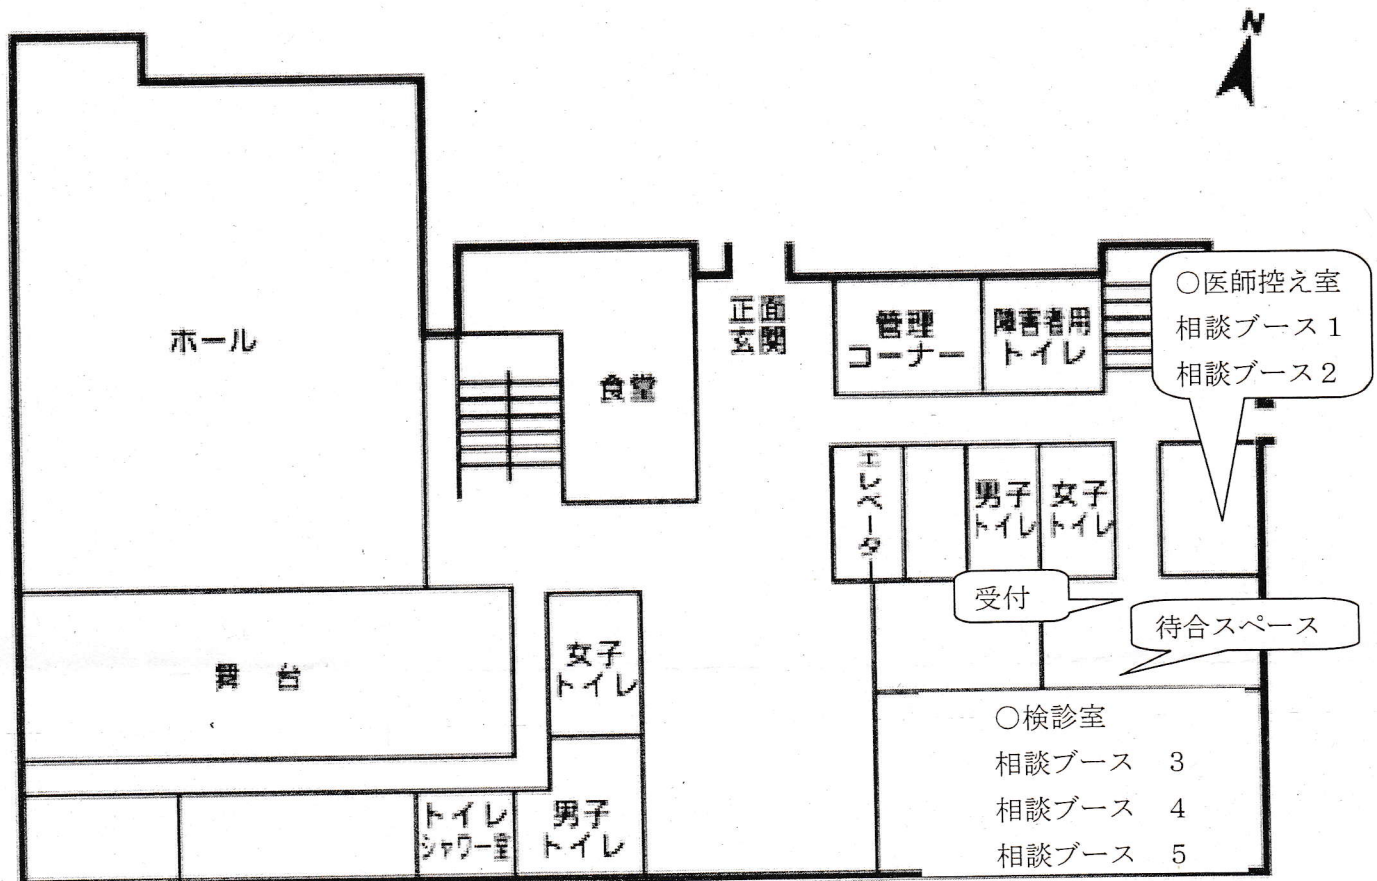 N
ホール
食堂
正面
玄関
管理
コーナー
障害者用
トイレ
○医師控え室
相談ブース1
相談ブース2
エレベーター
男子
トイレ
女子
トイレ
受付
待合スペース
舞台
女子
トイレ
○検診室
相談ブース 3
相談ブース 4
相談ブース 5
トイレ
シャワー室
男子
トイレ